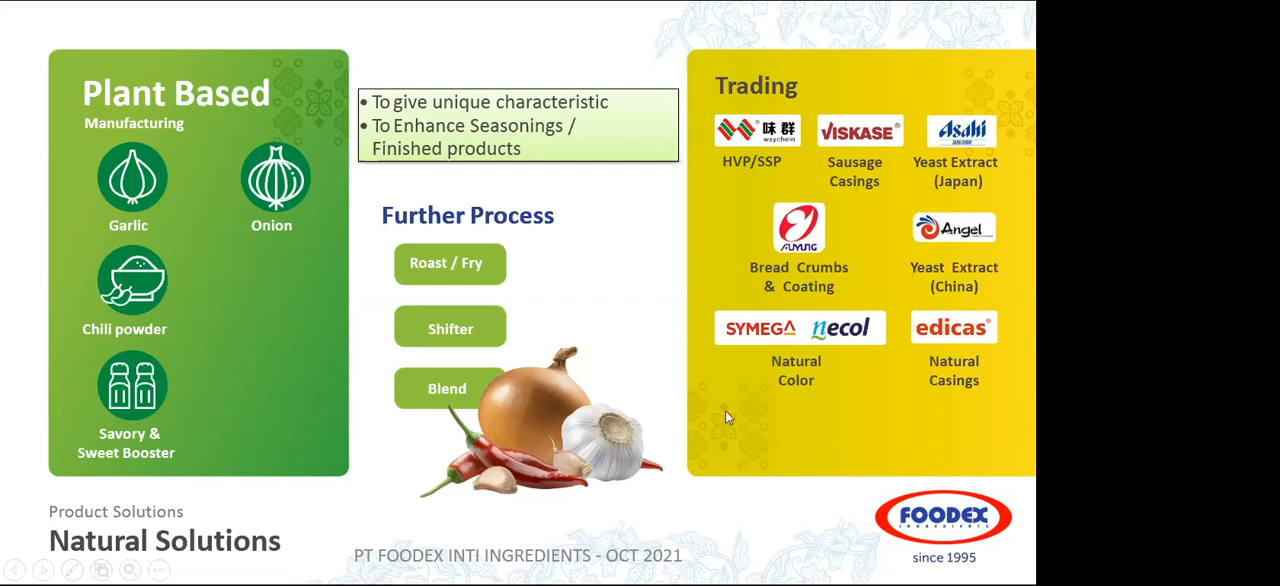 Plant Based
Manufacturing
Garlic
Onion
Chili powder
Savory &
Sweet Booster
• To give unique characteristic
• To Enhance Seasonings /
Finished products
Further Process
Roast / Fry
Shifter
Blend
Trading
味群
waychein
HVP/SSP
VISKASE®
Sausage
Casings
Asahi
Yeast Extract
(Japan)
FUYUNG
Bread Crumbs
& Coating
Angel
Yeast Extract
(China)
SYMEGA
necol
Natural
Color
edicas®
Natural
Casings
Product Solutions
Natural Solutions
PT FOODEX INTI INGREDIENTS - OCT 2021
FOODEX
INGREDIENTS
since 1995